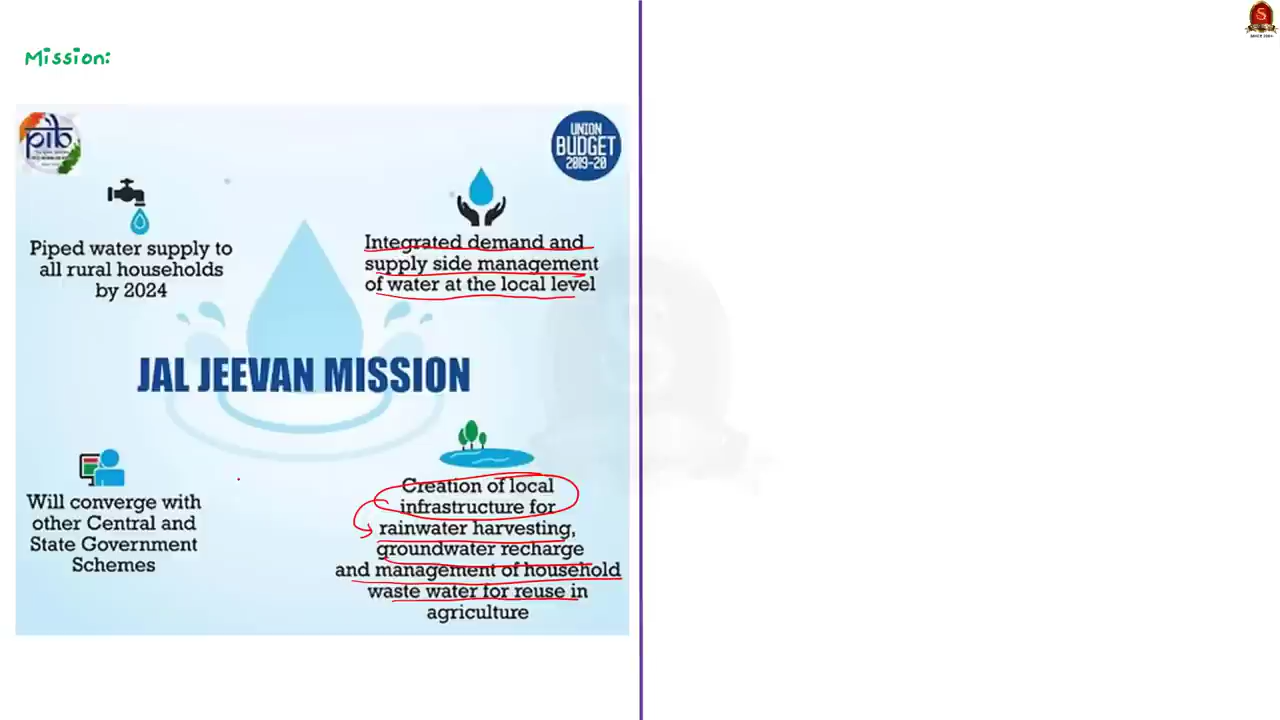 Mission:
pib
UNION
BUDGET
2019-20
Piped water supply to
all rural households
by 2024
Integrated demand and
supply side management
of water at the local level
JAL JEEVAN MISSION
Will converge with
other Central and
State Government
Schemes
Creation of local
infrastructure for
rainwater harvesting,
groundwater recharge
and management of household
waste water for reuse in
agriculture
S